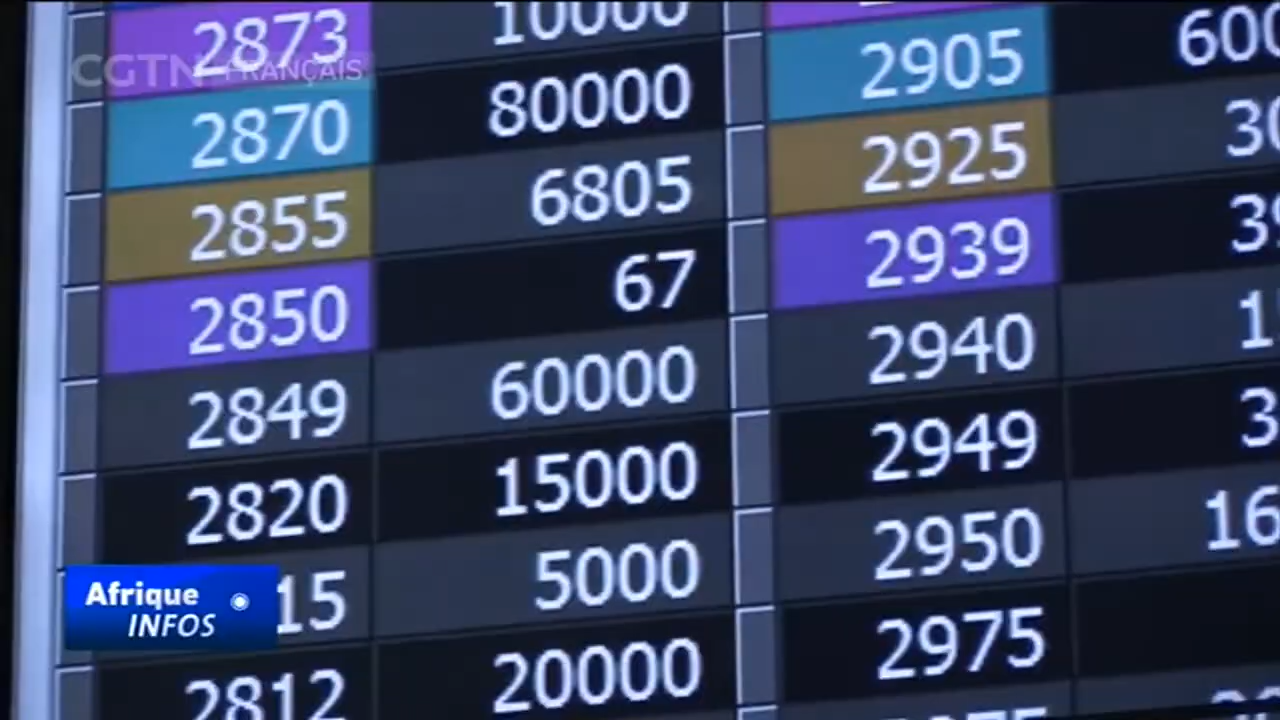 2873 10000
CGTN FRANÇAIS
2870 80000 2905
2855 6805 2925
2850 67 2939
2849 60000 2940
2820 15000 2949
15 5000 2950
Afrique
INFOS
2812 20000 2975